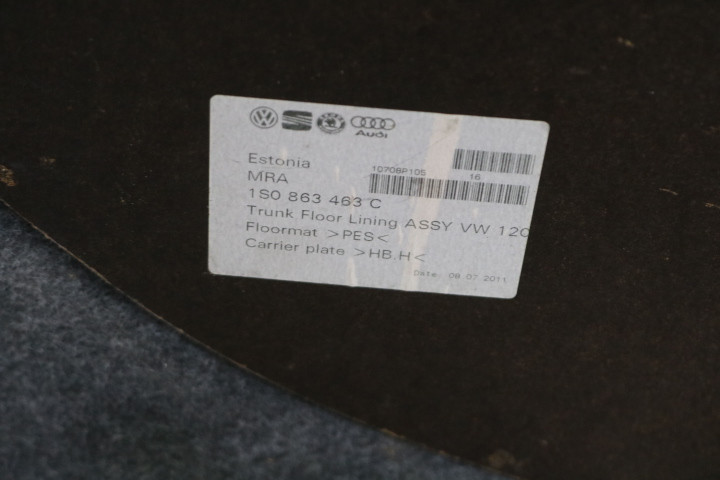 Audi
Estonia
MRA
10708P105
16
1S0 863 463 C
Trunk Floor Lining ASSY VW 120
Floormat >PES<
Carrier plate >HB.H<
Date: 08.07.2011